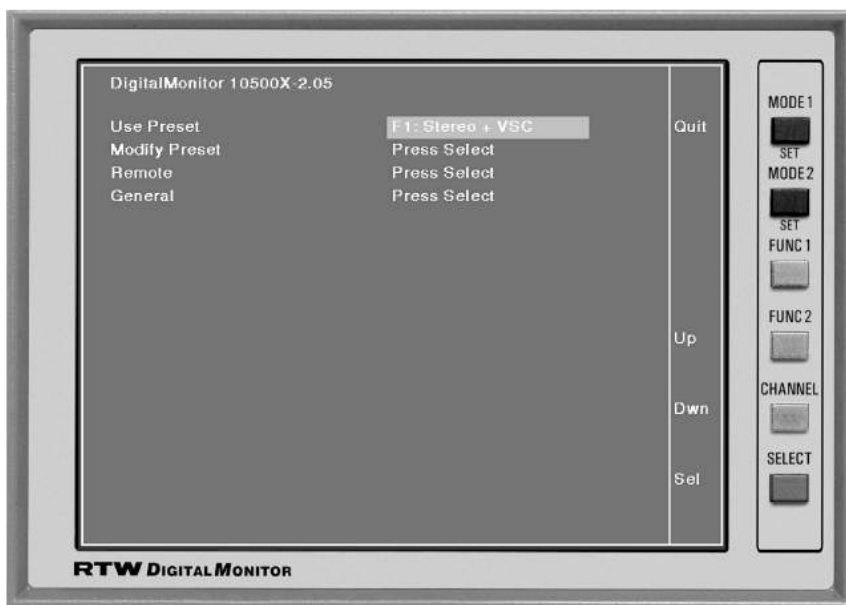 DigitalMonitor 10500X-2.05
Use Preset F1: Stereo + VSC
Modify Preset Press Select
Remote Press Select
General Press Select
Quit
Up
Dwn
Sel
MODE 1
SET
MODE 2
SET
FUNC 1
FUNC 2
CHANNEL
SELECT
RTW DIGITAL MONITOR